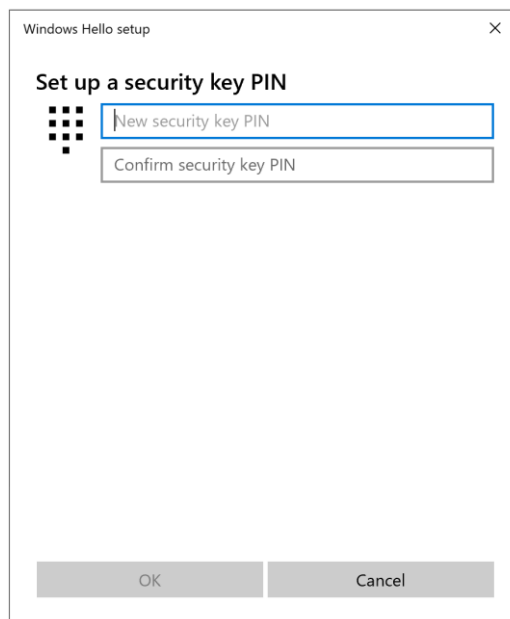 Windows Hello setup
Set up a security key PIN
New security key PIN
Confirm security key PIN
OK
Cancel